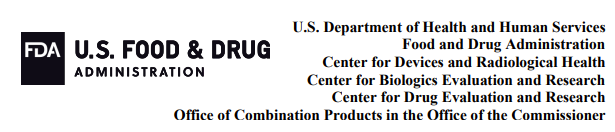 FDA U.S. FOOD & DRUG
ADMINISTRATION
U.S. Department of Health and Human Services
Food and Drug Administration
Center for Devices and Radiological Health
Center for Biologics Evaluation and Research
Center for Drug Evaluation and Research
Office of Combination Products in the Office of the Commissioner